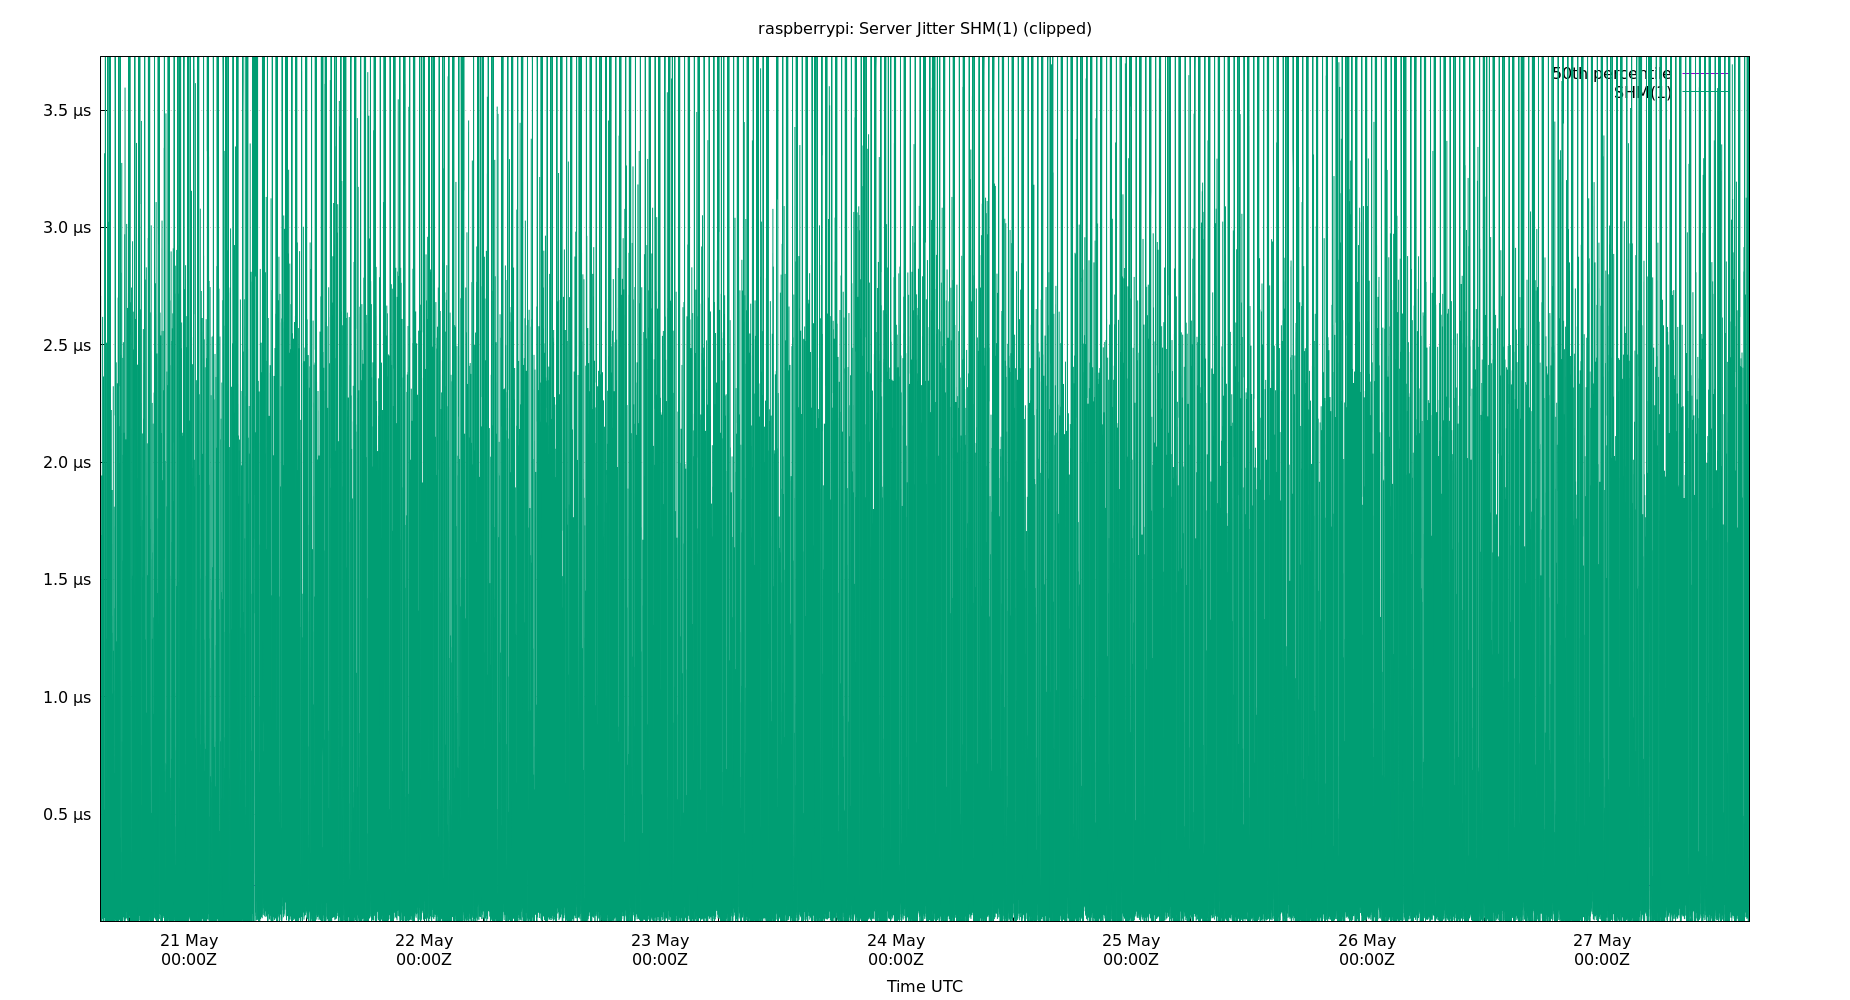 raspberrypi: Server Jitter SHM(1) (clipped)
50th percentile
SHM(1)
3.5 µs
3.0 µs
2.5 µs
2.0 µs
1.5 µs
1.0 µs
0.5 µs
21 May 22 May 23 May 24 May 25 May 26 May 27 May
00:00Z 00:00Z 00:00Z 00:00Z 00:00Z 00:00Z 00:00Z
Time UTC